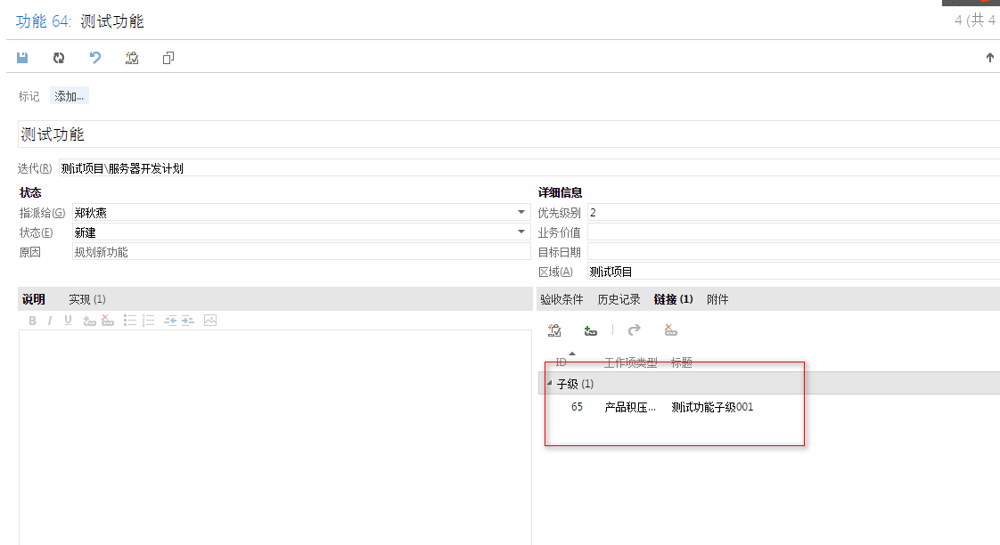 功能 64: 测试功能
4 (共 4
标记 添加...
测试功能
迭代(R) 测试项目\服务器开发计划
状态 详细信息
指派给(G) 郑秋燕 优先级别 2
状态(E) 新建 业务价值
原因 规划新功能 目标日期
区域(A) 测试项目
说明 实现 (1) 验收条件 历史记录 链接 (1) 附件
B I U
ID 工作项类型 标题
子级 (1)
65 产品积压... 测试功能子级001